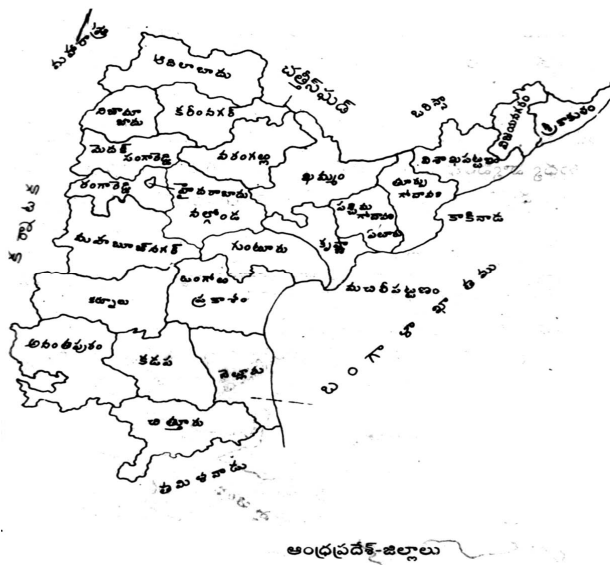 మహారాష్ట్ర
ఆదిలాబాదు
ఛత్తీస్‌ఘడ్
ఒరిస్సా
నిజామా
బాదు
కరీంనగర్
విజయనగరం
శ్రీకాకుళం
మెదక్
సంగారెడ్డి
వరంగల్లు
ఖమ్మం
విశాఖపట్టణం
రంగారెడ్డి
హైదరాబాదు
తూర్పు
గోదావరి
కర్ణాటక
నల్గొండ
పశ్చిమ
గోదావరి
ఏలూరు
కాకినాడ
మహబూబ్‌నగర్
గుంటూరు
కృష్ణా
ఒంగోలు
ప్రకాశం
మచిలీపట్టణం
కర్నూలు
బంగాళాఖాతము
అనంతపురం
కడప
నెల్లూరు
చిత్తూరు
తమిళనాడు
ఆంధ్రప్రదేశ్-జిల్లాలు